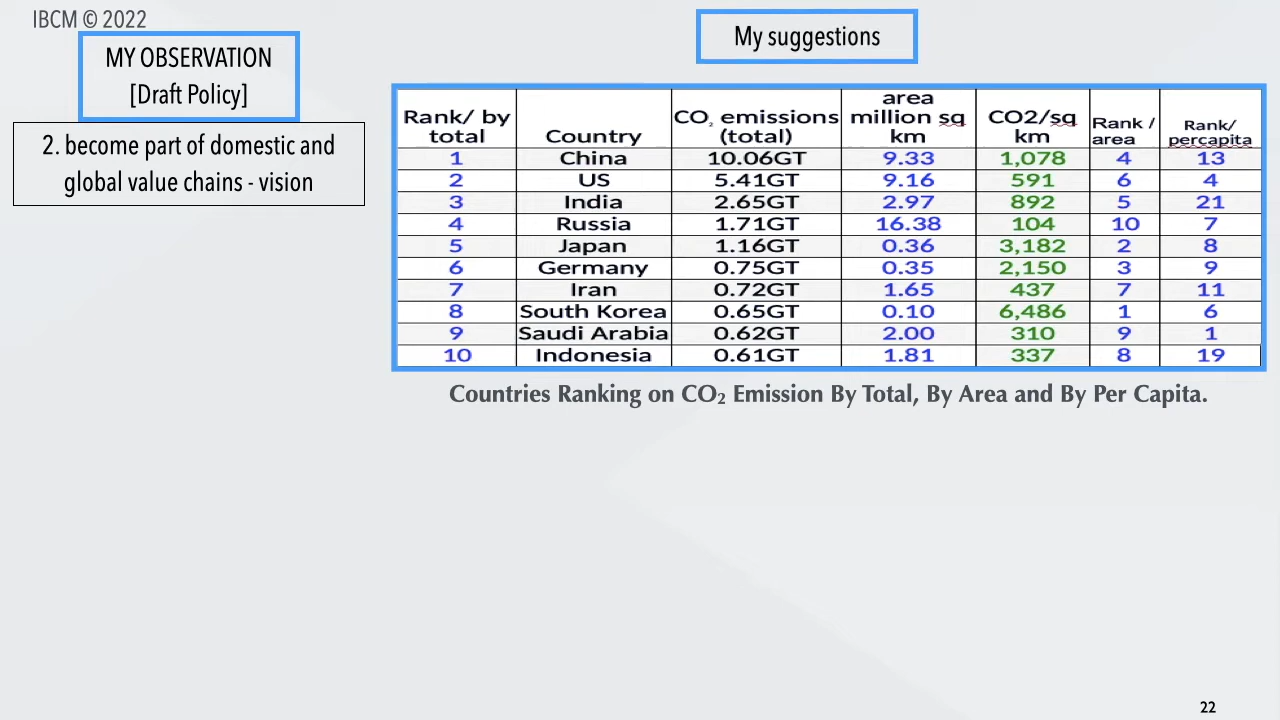 IBCM © 2022
MY OBSERVATION
[Draft Policy]
2. become part of domestic and
global value chains - vision
My suggestions
Rank/ by total Country CO₂ emissions (total) area million sq km CO2/sq km Rank / area Rank/ percapita
1 China 10.06GT 9.33 1,078 4 13
2 US 5.41GT 9.16 591 6 4
3 India 2.65GT 2.97 892 5 21
4 Russia 1.71GT 16.38 104 10 7
5 Japan 1.16GT 0.36 3,182 2 8
6 Germany 0.75GT 0.35 2,150 3 9
7 Iran 0.72GT 1.65 437 7 11
8 South Korea 0.65GT 0.10 6,486 1 6
9 Saudi Arabia 0.62GT 2.00 310 9 1
10 Indonesia 0.61GT 1.81 337 8 19
Countries Ranking on CO₂ Emission By Total, By Area and By Per Capita.
22